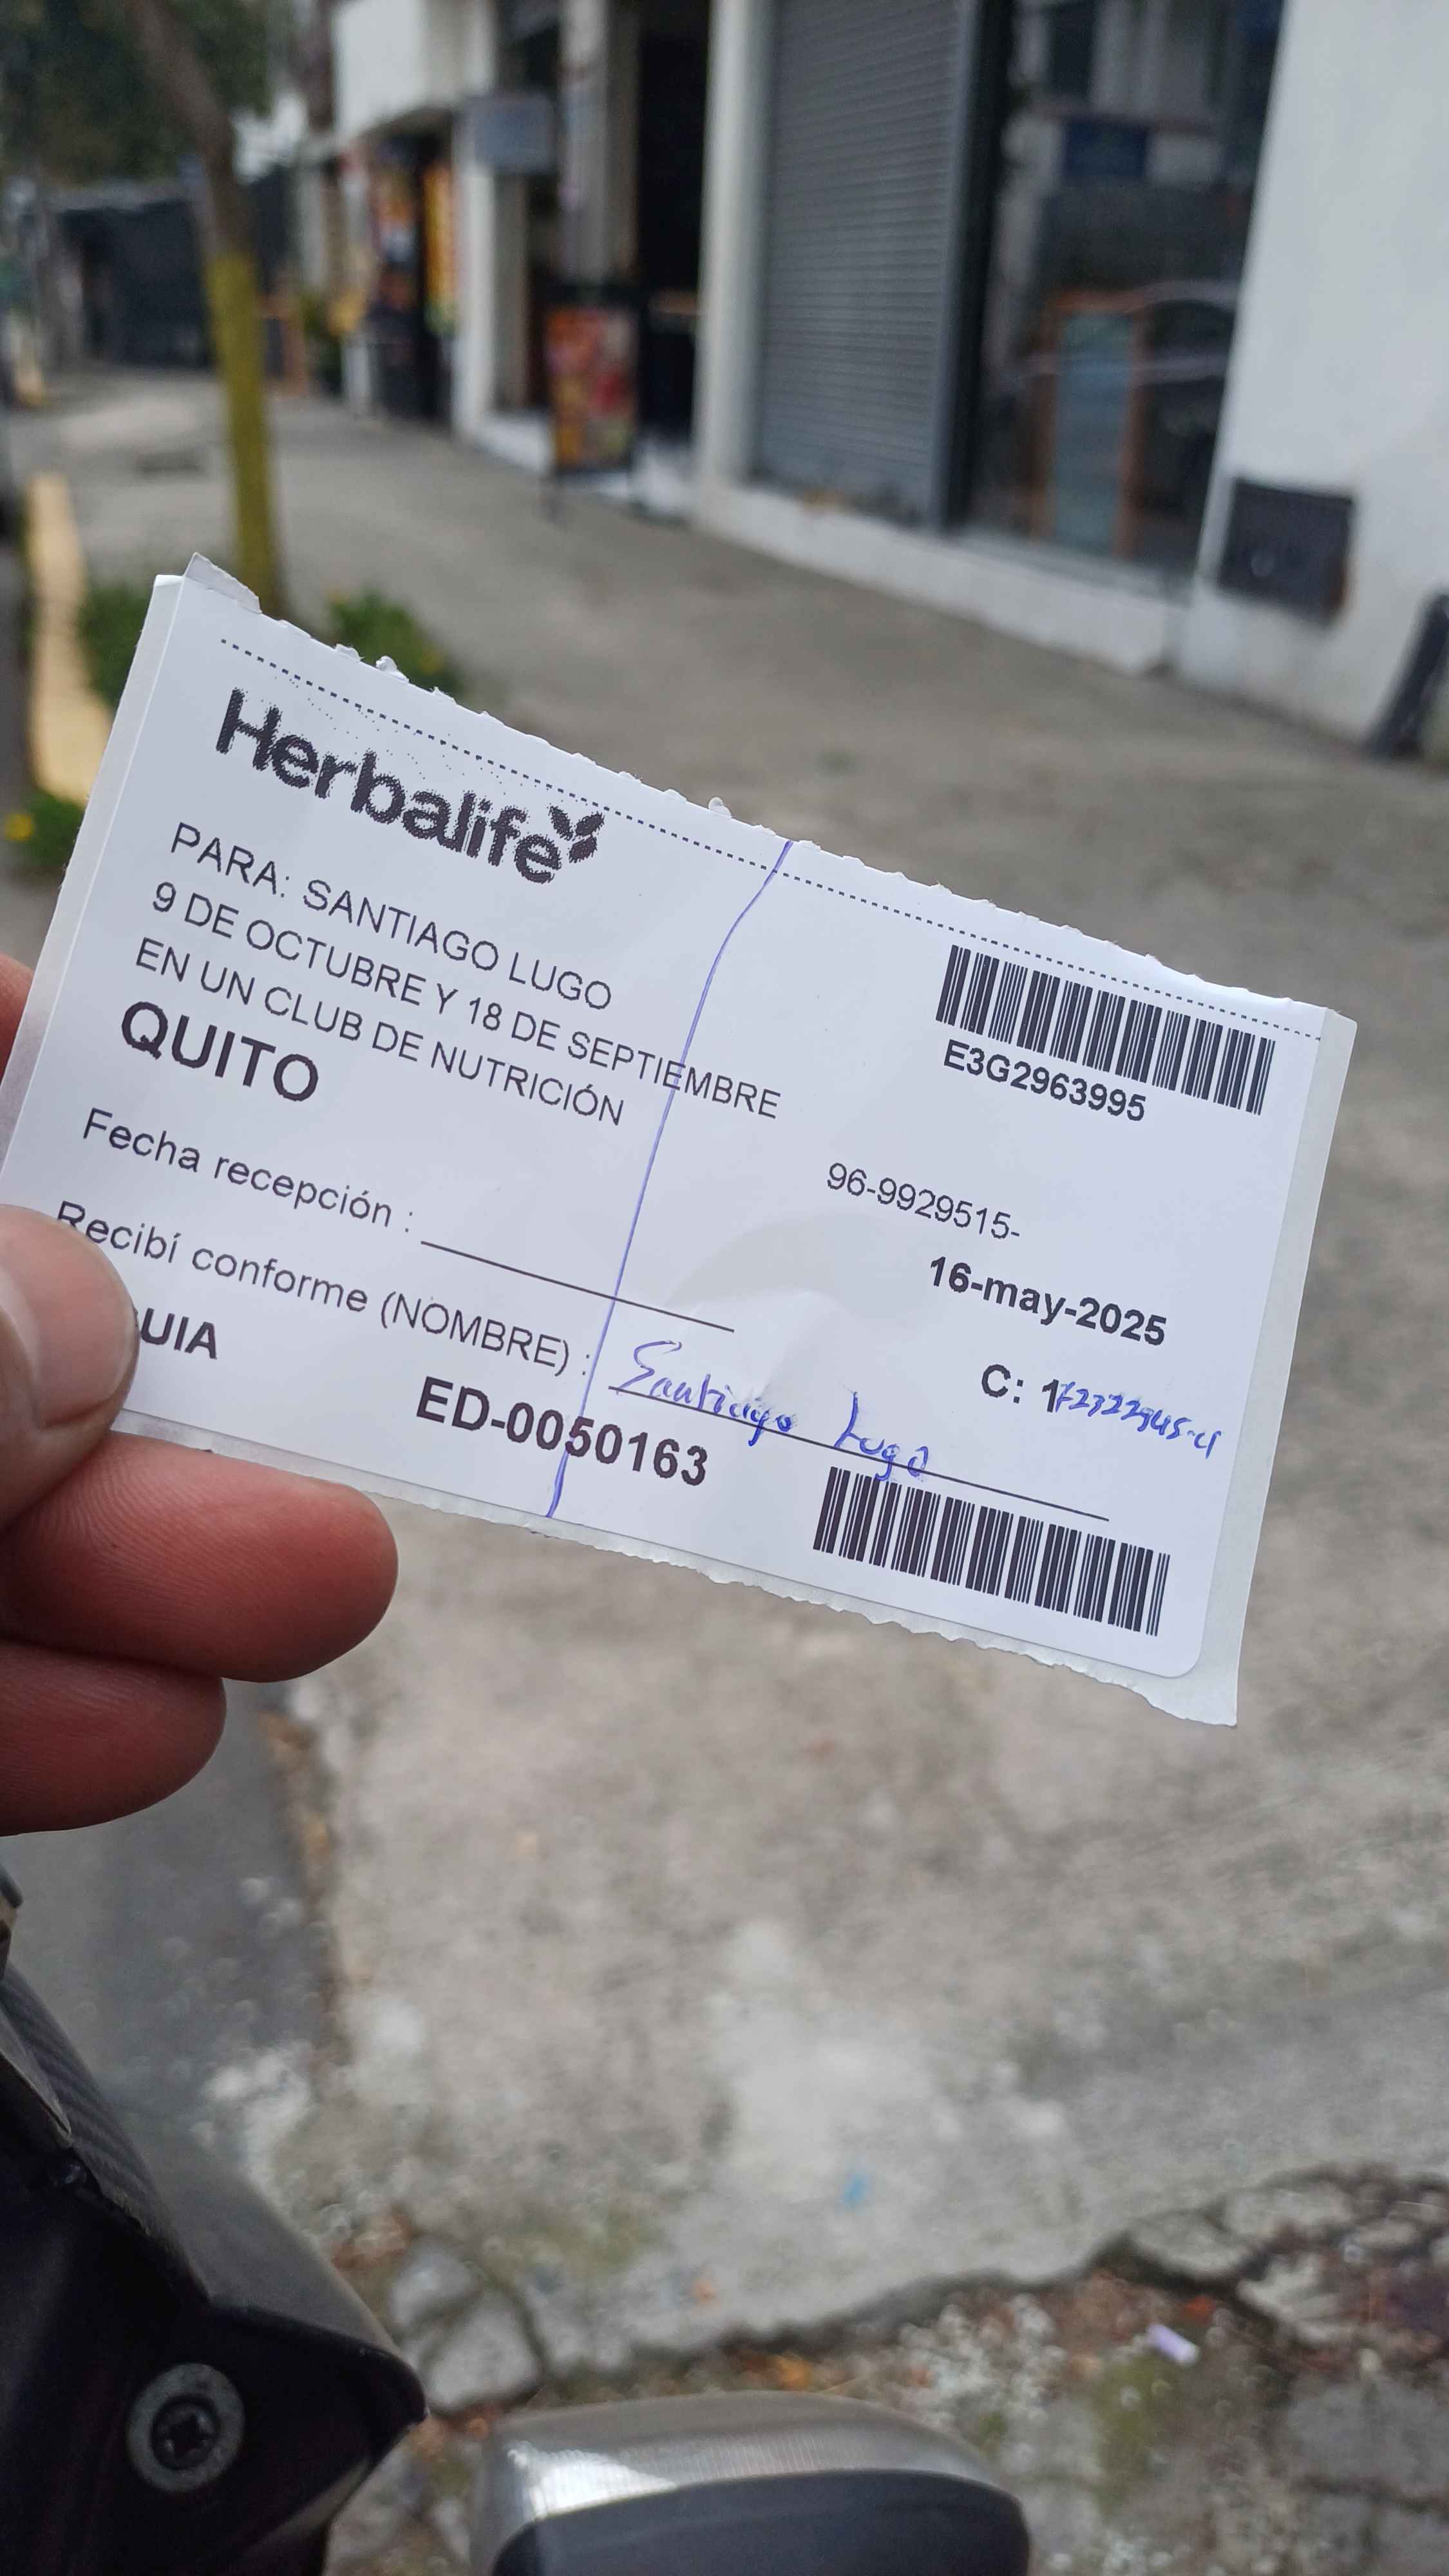 Herbalife
PARA: SANTIAGO LUGO
9 DE OCTUBRE Y 18 DE SEPTIEMBRE
EN UN CLUB DE NUTRICIÓN
QUITO
E3G2963995
96-9929515-
16-may-2025
Fecha recepción :
Recibí conforme (NOMBRE) : Santiago Lugo
C: 1
UIA
ED-0050163